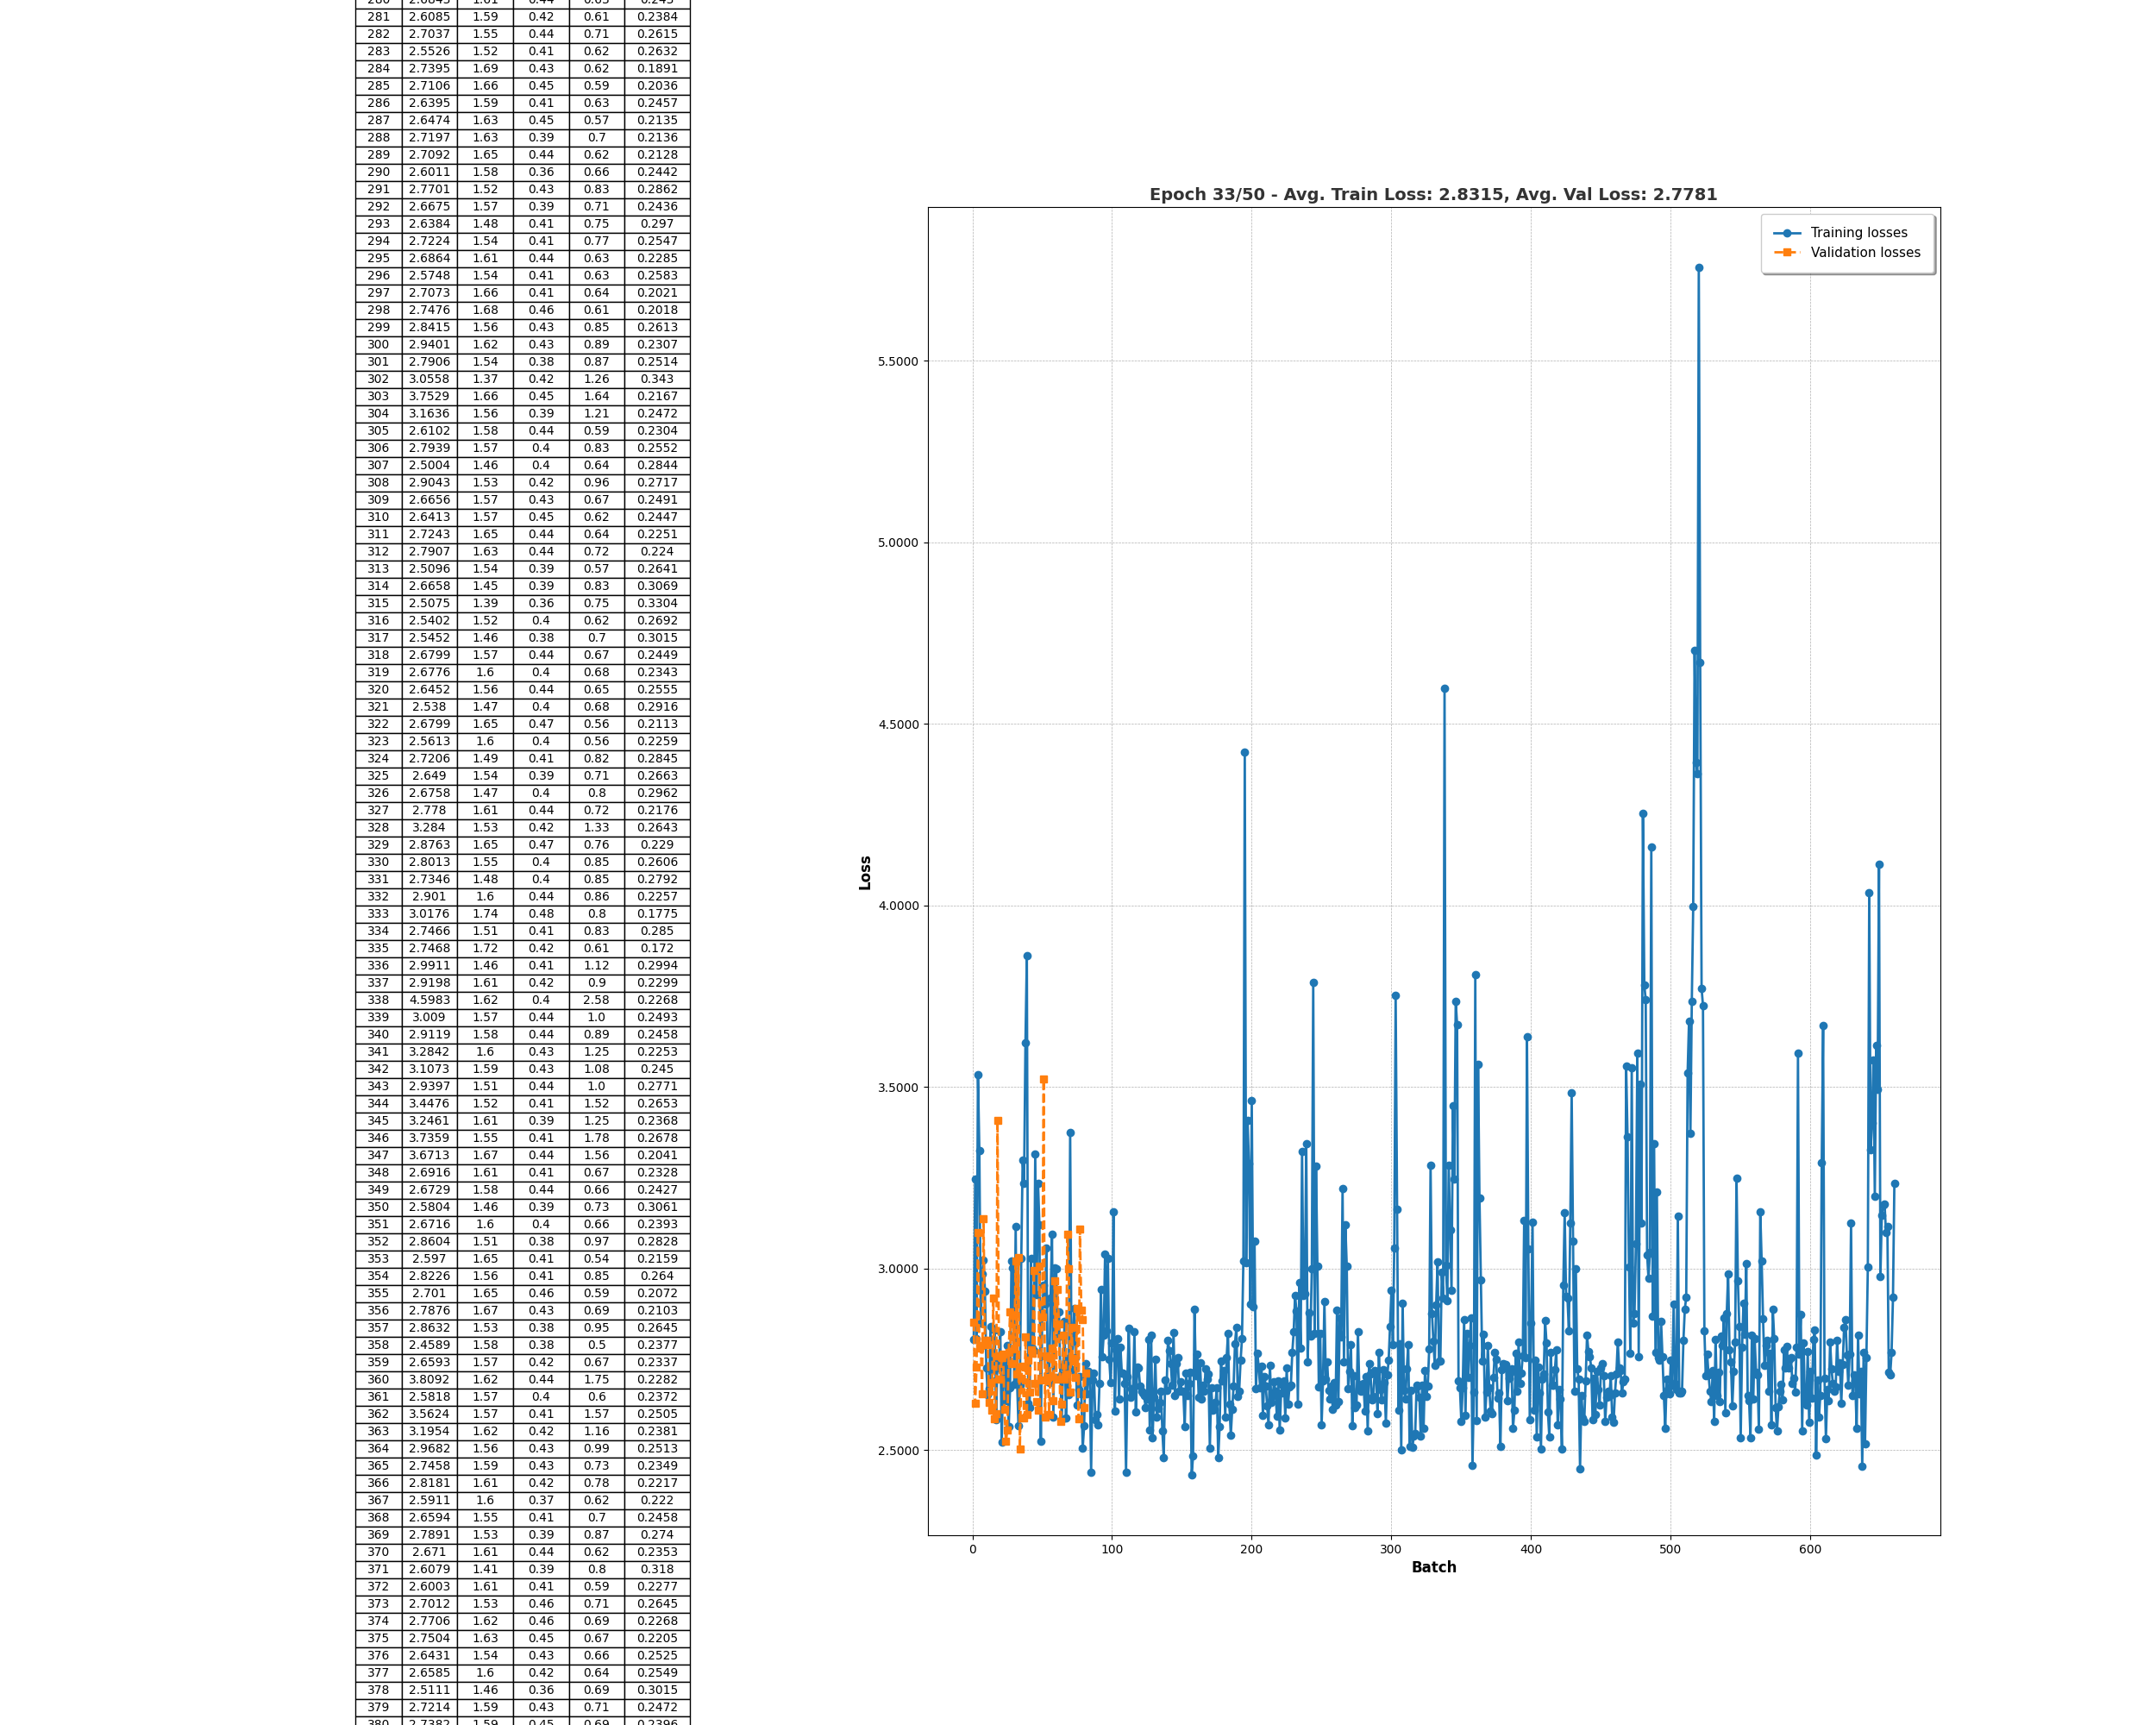 281 2.6085 1.59 0.42 0.61 0.2384
282 2.7037 1.55 0.44 0.71 0.2615
283 2.5526 1.52 0.41 0.62 0.2632
284 2.7395 1.69 0.43 0.62 0.1891
285 2.7106 1.66 0.45 0.59 0.2036
286 2.6395 1.59 0.41 0.63 0.2457
287 2.6474 1.63 0.45 0.57 0.2135
288 2.7197 1.63 0.39 0.7 0.2136
289 2.7092 1.65 0.44 0.62 0.2128
290 2.6011 1.58 0.36 0.66 0.2442
291 2.7701 1.52 0.43 0.83 0.2862
292 2.6675 1.57 0.39 0.71 0.2436
293 2.6384 1.48 0.41 0.75 0.297
294 2.7224 1.54 0.41 0.77 0.2547
295 2.6864 1.61 0.44 0.63 0.2285
296 2.5748 1.54 0.41 0.63 0.2583
297 2.7073 1.66 0.41 0.64 0.2021
298 2.7476 1.68 0.46 0.61 0.2018
299 2.8415 1.56 0.43 0.85 0.2613
300 2.9401 1.62 0.43 0.89 0.2307
301 2.7906 1.54 0.38 0.87 0.2514
302 3.0558 1.37 0.42 1.26 0.343
303 3.7529 1.66 0.45 1.64 0.2167
304 3.1636 1.56 0.39 1.21 0.2472
305 2.6102 1.58 0.44 0.59 0.2304
306 2.7939 1.57 0.4 0.83 0.2552
307 2.5004 1.46 0.4 0.64 0.2844
308 2.9043 1.53 0.42 0.96 0.2717
309 2.6656 1.57 0.43 0.67 0.2491
310 2.6413 1.57 0.45 0.62 0.2447
311 2.7243 1.65 0.44 0.64 0.2251
312 2.7907 1.63 0.44 0.72 0.224
313 2.5096 1.54 0.39 0.57 0.2641
314 2.6658 1.45 0.39 0.83 0.3069
315 2.5075 1.39 0.36 0.75 0.3304
316 2.5402 1.52 0.4 0.62 0.2692
317 2.5452 1.46 0.38 0.7 0.3015
318 2.6799 1.57 0.44 0.67 0.2449
319 2.6776 1.6 0.4 0.68 0.2343
320 2.6452 1.56 0.44 0.65 0.2555
321 2.538 1.47 0.4 0.68 0.2916
322 2.6799 1.65 0.47 0.56 0.2113
323 2.5613 1.6 0.4 0.56 0.2259
324 2.7206 1.49 0.41 0.82 0.2845
325 2.649 1.54 0.39 0.71 0.2663
326 2.6758 1.47 0.4 0.8 0.2962
327 2.778 1.61 0.44 0.72 0.2176
328 3.284 1.53 0.42 1.33 0.2643
329 2.8763 1.65 0.47 0.76 0.229
330 2.8013 1.55 0.4 0.85 0.2606
331 2.7346 1.48 0.4 0.85 0.2792
332 2.901 1.6 0.44 0.86 0.2257
333 3.0176 1.74 0.48 0.8 0.1775
334 2.7466 1.51 0.41 0.83 0.285
335 2.7468 1.72 0.42 0.61 0.172
336 2.9911 1.46 0.41 1.12 0.2994
337 2.9198 1.61 0.42 0.9 0.2299
338 4.5983 1.62 0.4 2.58 0.2268
339 3.009 1.57 0.44 1.0 0.2493
340 2.9119 1.58 0.44 0.89 0.2458
341 3.2842 1.6 0.43 1.25 0.2253
342 3.1073 1.59 0.43 1.08 0.245
343 2.9397 1.51 0.44 1.0 0.2771
344 3.4476 1.52 0.41 1.52 0.2653
345 3.2461 1.61 0.39 1.25 0.2368
346 3.7359 1.55 0.41 1.78 0.2678
347 3.6713 1.67 0.44 1.56 0.2041
348 2.6916 1.61 0.41 0.67 0.2328
349 2.6729 1.58 0.44 0.66 0.2427
350 2.5804 1.46 0.39 0.73 0.3061
351 2.6716 1.6 0.4 0.66 0.2393
352 2.8604 1.51 0.38 0.97 0.2828
353 2.597 1.65 0.41 0.54 0.2159
354 2.8226 1.56 0.41 0.85 0.264
355 2.701 1.65 0.46 0.59 0.2072
356 2.7876 1.67 0.43 0.69 0.2103
357 2.8632 1.53 0.38 0.95 0.2645
358 2.4589 1.58 0.38 0.5 0.2377
359 2.6593 1.57 0.42 0.67 0.2337
360 3.8092 1.62 0.44 1.75 0.2282
361 2.5818 1.57 0.4 0.6 0.2372
362 3.5624 1.57 0.41 1.57 0.2505
363 3.1954 1.62 0.42 1.16 0.2381
364 2.9682 1.56 0.43 0.99 0.2513
365 2.7458 1.59 0.43 0.73 0.2349
366 2.8181 1.61 0.42 0.78 0.2217
367 2.5911 1.6 0.37 0.62 0.222
368 2.6594 1.55 0.41 0.7 0.2458
369 2.7891 1.53 0.39 0.87 0.274
370 2.671 1.61 0.44 0.62 0.2353
371 2.6079 1.41 0.39 0.8 0.318
372 2.6003 1.61 0.41 0.59 0.2277
373 2.7012 1.53 0.46 0.71 0.2645
374 2.7706 1.62 0.46 0.69 0.2268
375 2.7504 1.63 0.45 0.67 0.2205
376 2.6431 1.54 0.43 0.66 0.2525
377 2.6585 1.6 0.42 0.64 0.2549
378 2.5111 1.46 0.36 0.69 0.3015
379 2.7214 1.59 0.43 0.71 0.2472
380 2.7382 1.59 0.45 0.69 0.2396
Epoch 33/50 - Avg. Train Loss: 2.8315, Avg. Val Loss: 2.7781
Training losses
Validation losses
5.5000
5.0000
4.5000
4.0000
3.5000
3.0000
2.5000
Loss
0 100 200 300 400 500 600
Batch